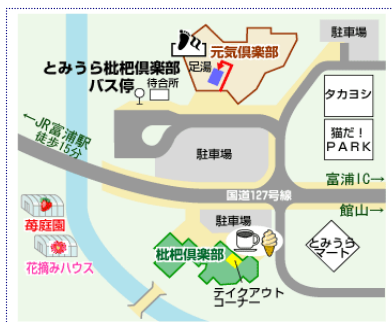 駐車場
元気倶楽部
足湯
とみうら枇杷倶楽部
バス停
待合所
タカヨシ
←JR富浦駅
徒歩15分
猫だ！
PARK
駐車場
富浦IC→
国道127号線
館山→
駐車場
苺庭園
とみうら
マート
枇杷倶楽部
花摘みハウス
テイクアウト
コーナー